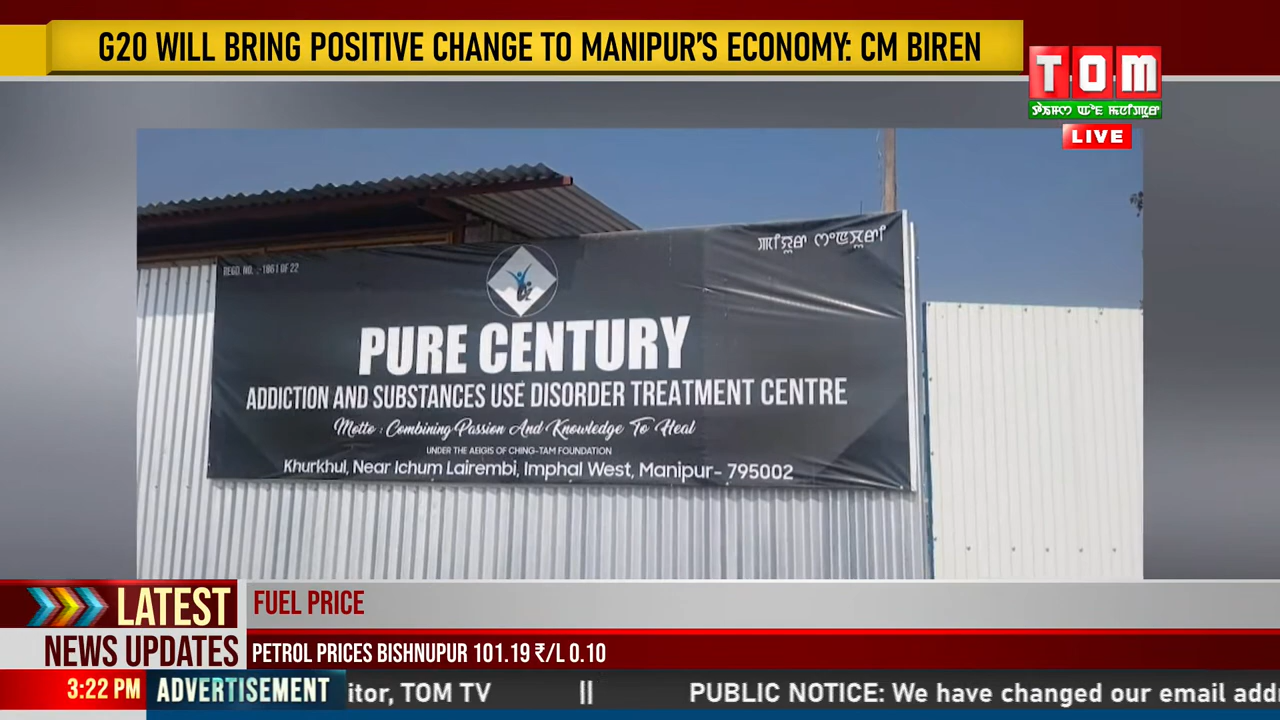 G20 WILL BRING POSITIVE CHANGE TO MANIPUR'S ECONOMY: CM BIREN
TOM
LIVE
REGD. NO. :-1861 OF 22
PURE CENTURY
ADDICTION AND SUBSTANCES USE DISORDER TREATMENT CENTRE
Motto : Combining Passion And Knowledge To Heal
UNDER THE AEIGIS OF CHING-TAM FOUNDATION
Khurkhul, Near Ichum Lairembi, Imphal West, Manipur- 795002
LATEST
NEWS UPDATES
FUEL PRICE
PETROL PRICES BISHNUPUR 101.19 ₹/L 0.10
3:22 PM
ADVERTISEMENT
itor, TOM TV || PUBLIC NOTICE: We have changed our email addr